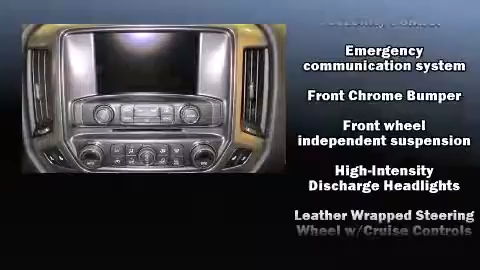 Emergency
communication system
Front Chrome Bumper
Front wheel
independent suspension
High-Intensity
Discharge Headlights
Leather Wrapped Steering
Wheel w/Cruise Controls